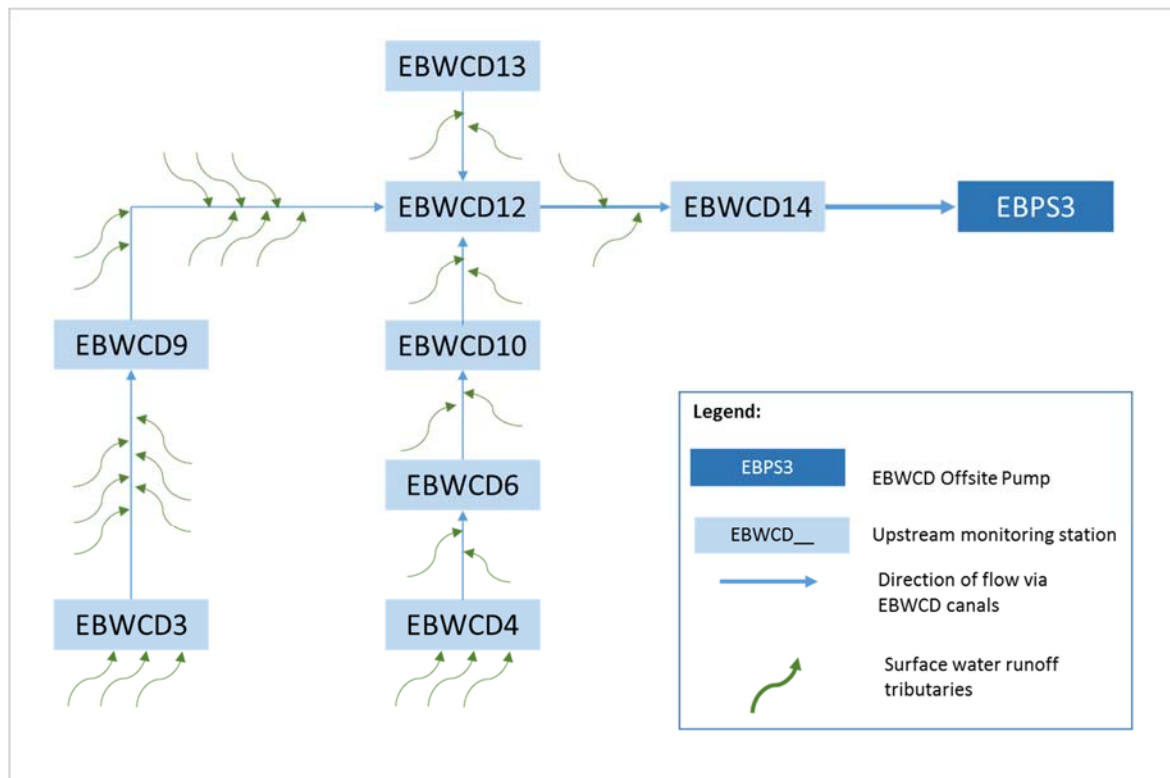 EBWCD13
EBWCD12
EBWCD14
EBPS3
EBWCD9
EBWCD10
EBWCD6
EBWCD3
EBWCD4
Legend:
EBPS3
EBWCD Offsite Pump
EBWCD__
Upstream monitoring station
Direction of flow via
EBWCD canals
Surface water runoff
tributaries